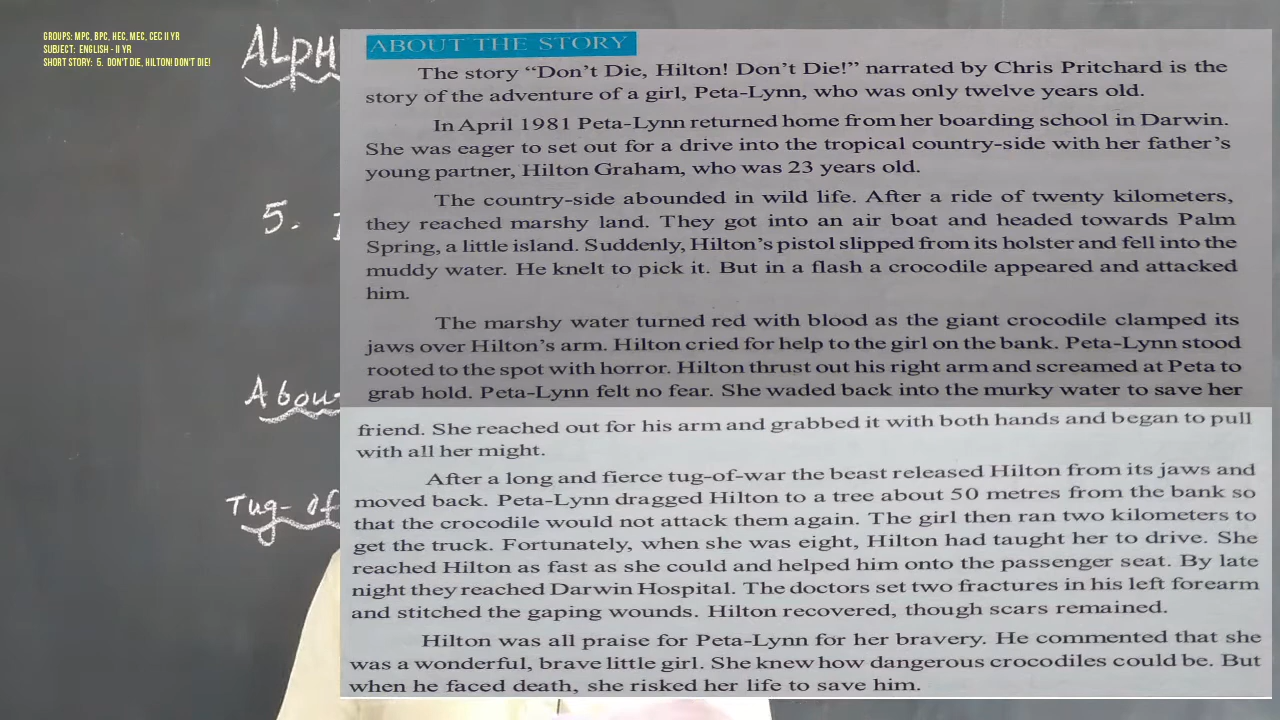 GROUPS: MPC, BPC, HEC, MEC, CEC II YR
SUBJECT: ENGLISH - II YR
SHORT STORY: 5. DON'T DIE, HILTON! DON'T DIE!
ALPH
5.
Abou
Tug- of
ABOUT THE STORY
The story “Don't Die, Hilton! Don't Die!” narrated by Chris Pritchard is the
story of the adventure of a girl, Peta-Lynn, who was only twelve years old.
In April 1981 Peta-Lynn returned home from her boarding school in Darwin.
She was eager to set out for a drive into the tropical country-side with her father's
young partner, Hilton Graham, who was 23 years old.
The country-side abounded in wild life. After a ride of twenty kilometers,
they reached marshy land. They got into an air boat and headed towards Palm
Spring, a little island. Suddenly, Hilton's pistol slipped from its holster and fell into the
muddy water. He knelt to pick it. But in a flash a crocodile appeared and attacked
him.
The marshy water turned red with blood as the giant crocodile clamped its
jaws over Hilton's arm. Hilton cried for help to the girl on the bank. Peta-Lynn stood
rooted to the spot with horror. Hilton thrust out his right arm and screamed at Peta to
grab hold. Peta-Lynn felt no fear. She waded back into the murky water to save her
friend. She reached out for his arm and grabbed it with both hands and began to pull
with all her might.
After a long and fierce tug-of-war the beast released Hilton from its jaws and
moved back. Peta-Lynn dragged Hilton to a tree about 50 metres from the bank so
that the crocodile would not attack them again. The girl then ran two kilometers to
get the truck. Fortunately, when she was eight, Hilton had taught her to drive. She
reached Hilton as fast as she could and helped him onto the passenger seat. By late
night they reached Darwin Hospital. The doctors set two fractures in his left forearm
and stitched the gaping wounds. Hilton recovered, though scars remained.
Hilton was all praise for Peta-Lynn for her bravery. He commented that she
was a wonderful, brave little girl. She knew how dangerous crocodiles could be. But
when he faced death, she risked her life to save him.